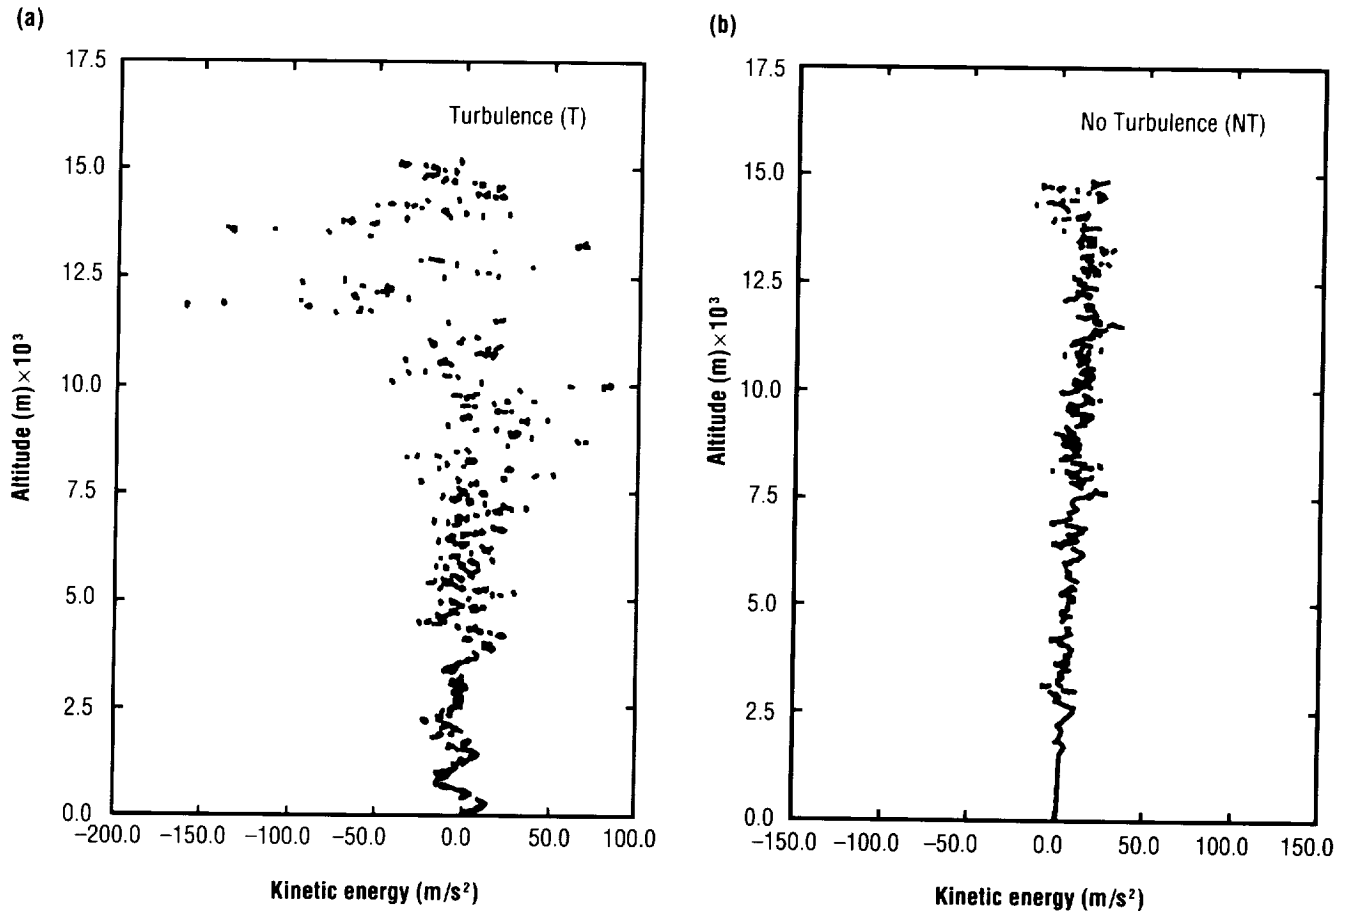 (a)
17.5
Turbulence (T)
15.0
12.5
10.0
7.5
5.0
2.5
0.0
−200.0 −150.0 −100.0 −50.0 0.0 50.0 100.0
Altitude (m)×10³
Kinetic energy (m/s²)
(b)
17.5
No Turbulence (NT)
15.0
12.5
10.0
7.5
5.0
2.5
0.0
−150.0 −100.0 −50.0 0.0 50.0 100.0 150.0
Altitude (m)×10³
Kinetic energy (m/s²)